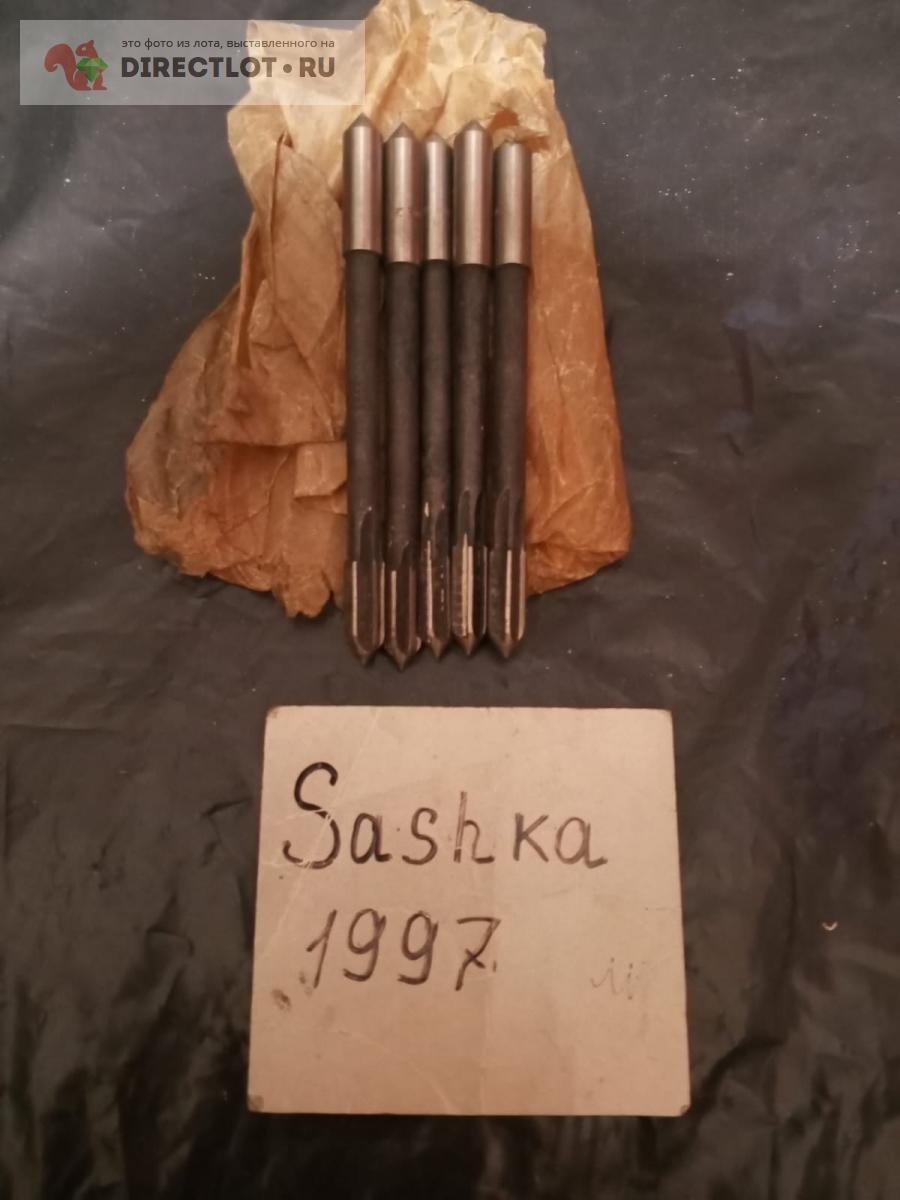 это фото из лота, выставленного на
DIRECTLOT•RU
Sashka
1997